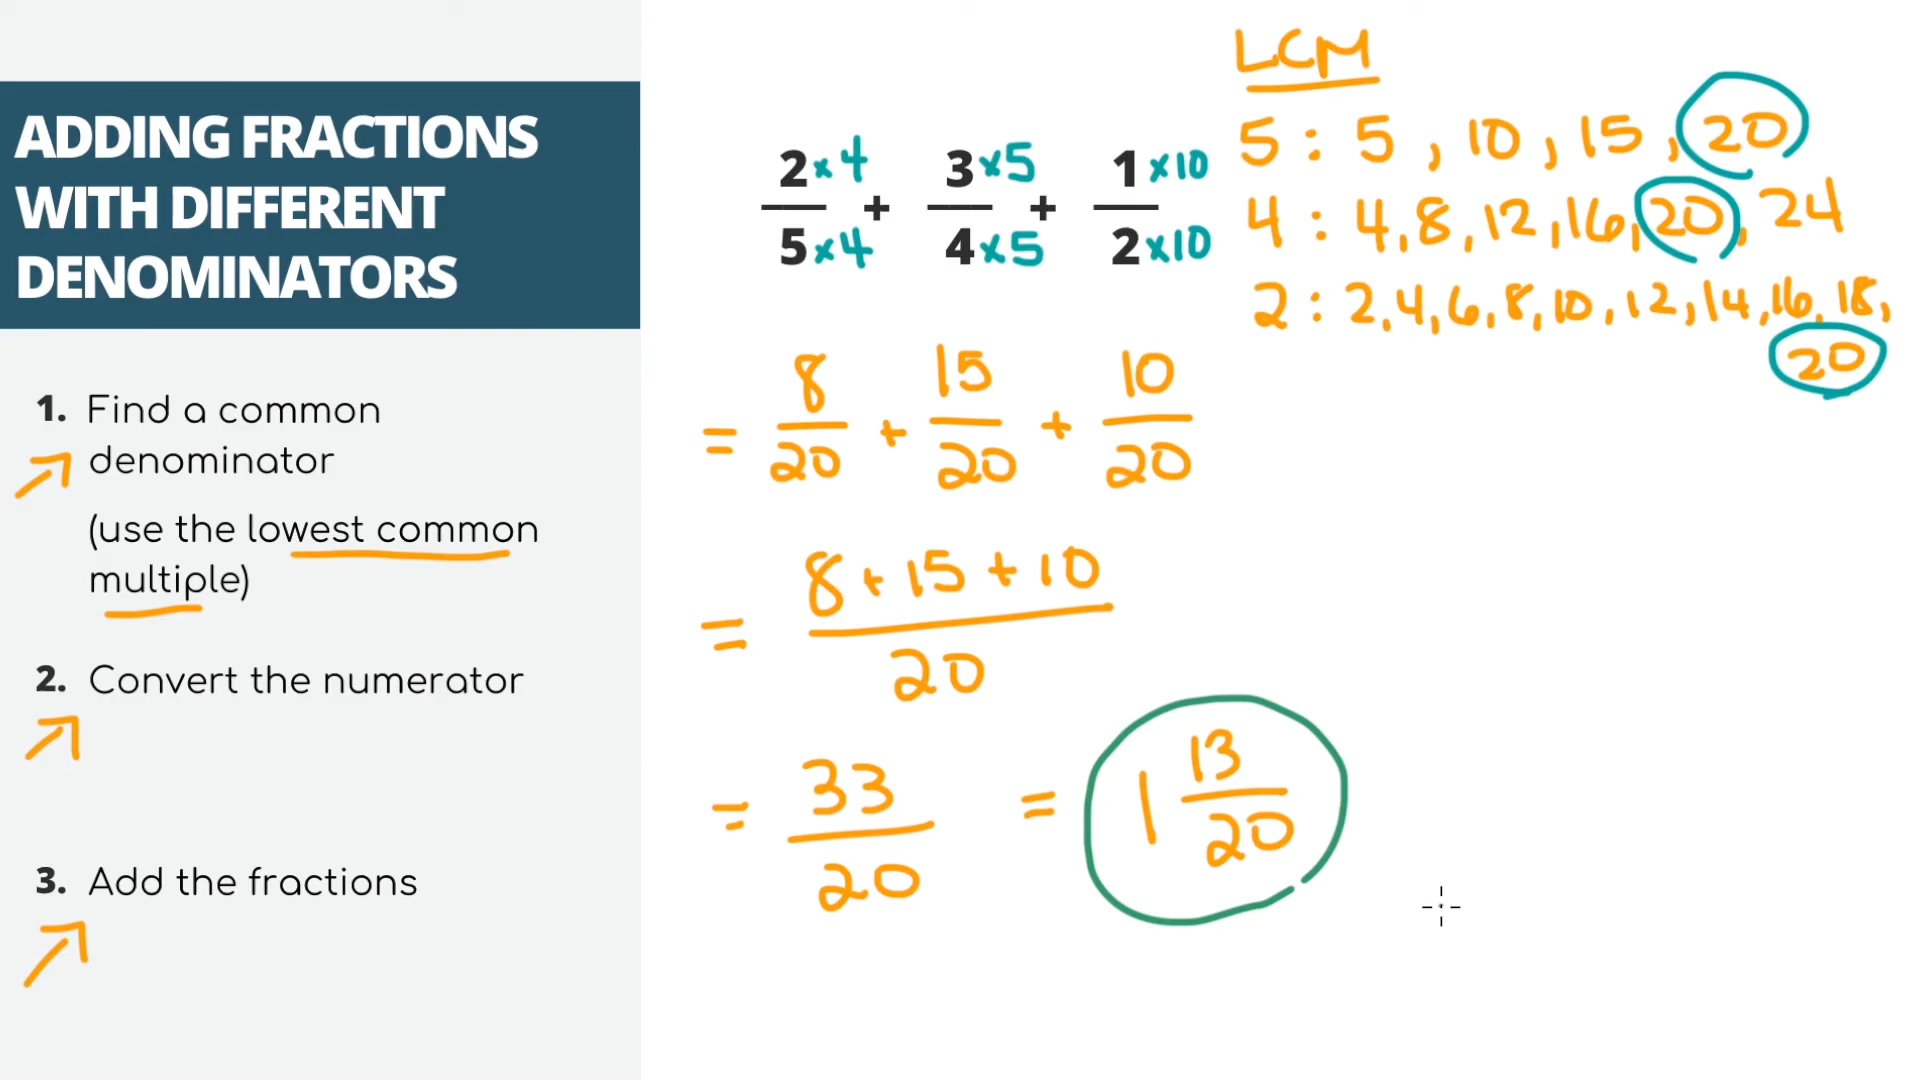 ADDING FRACTIONS
WITH DIFFERENT
DENOMINATORS
1. Find a common
denominator
(use the lowest common
multiple)
2. Convert the numerator
3. Add the fractions
2×4 3×5 1×10
+ +
5×4 4×5 2×10
LCM
5 : 5, 10, 15, 20
4 : 4, 8, 12, 16, 20, 24
2 : 2, 4, 6, 8, 10, 12, 14, 16, 18,
20
= 8/20 + 15/20 + 10/20
= 8 + 15 + 10
20
= 33/20 = 1 13/20